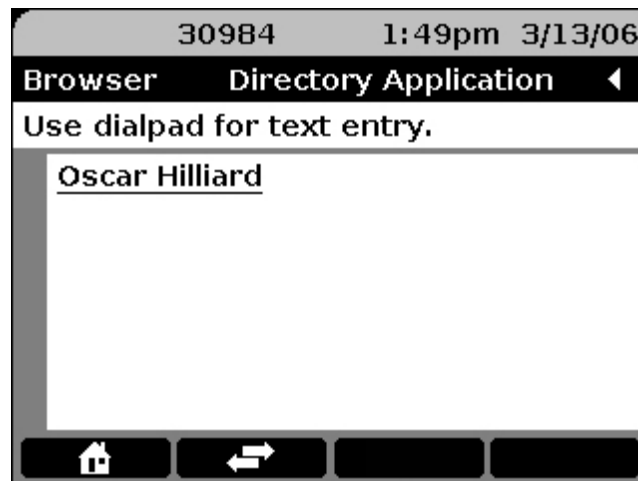 30984 1:49pm 3/13/06
Browser Directory Application
Use dialpad for text entry.
Oscar Hilliard